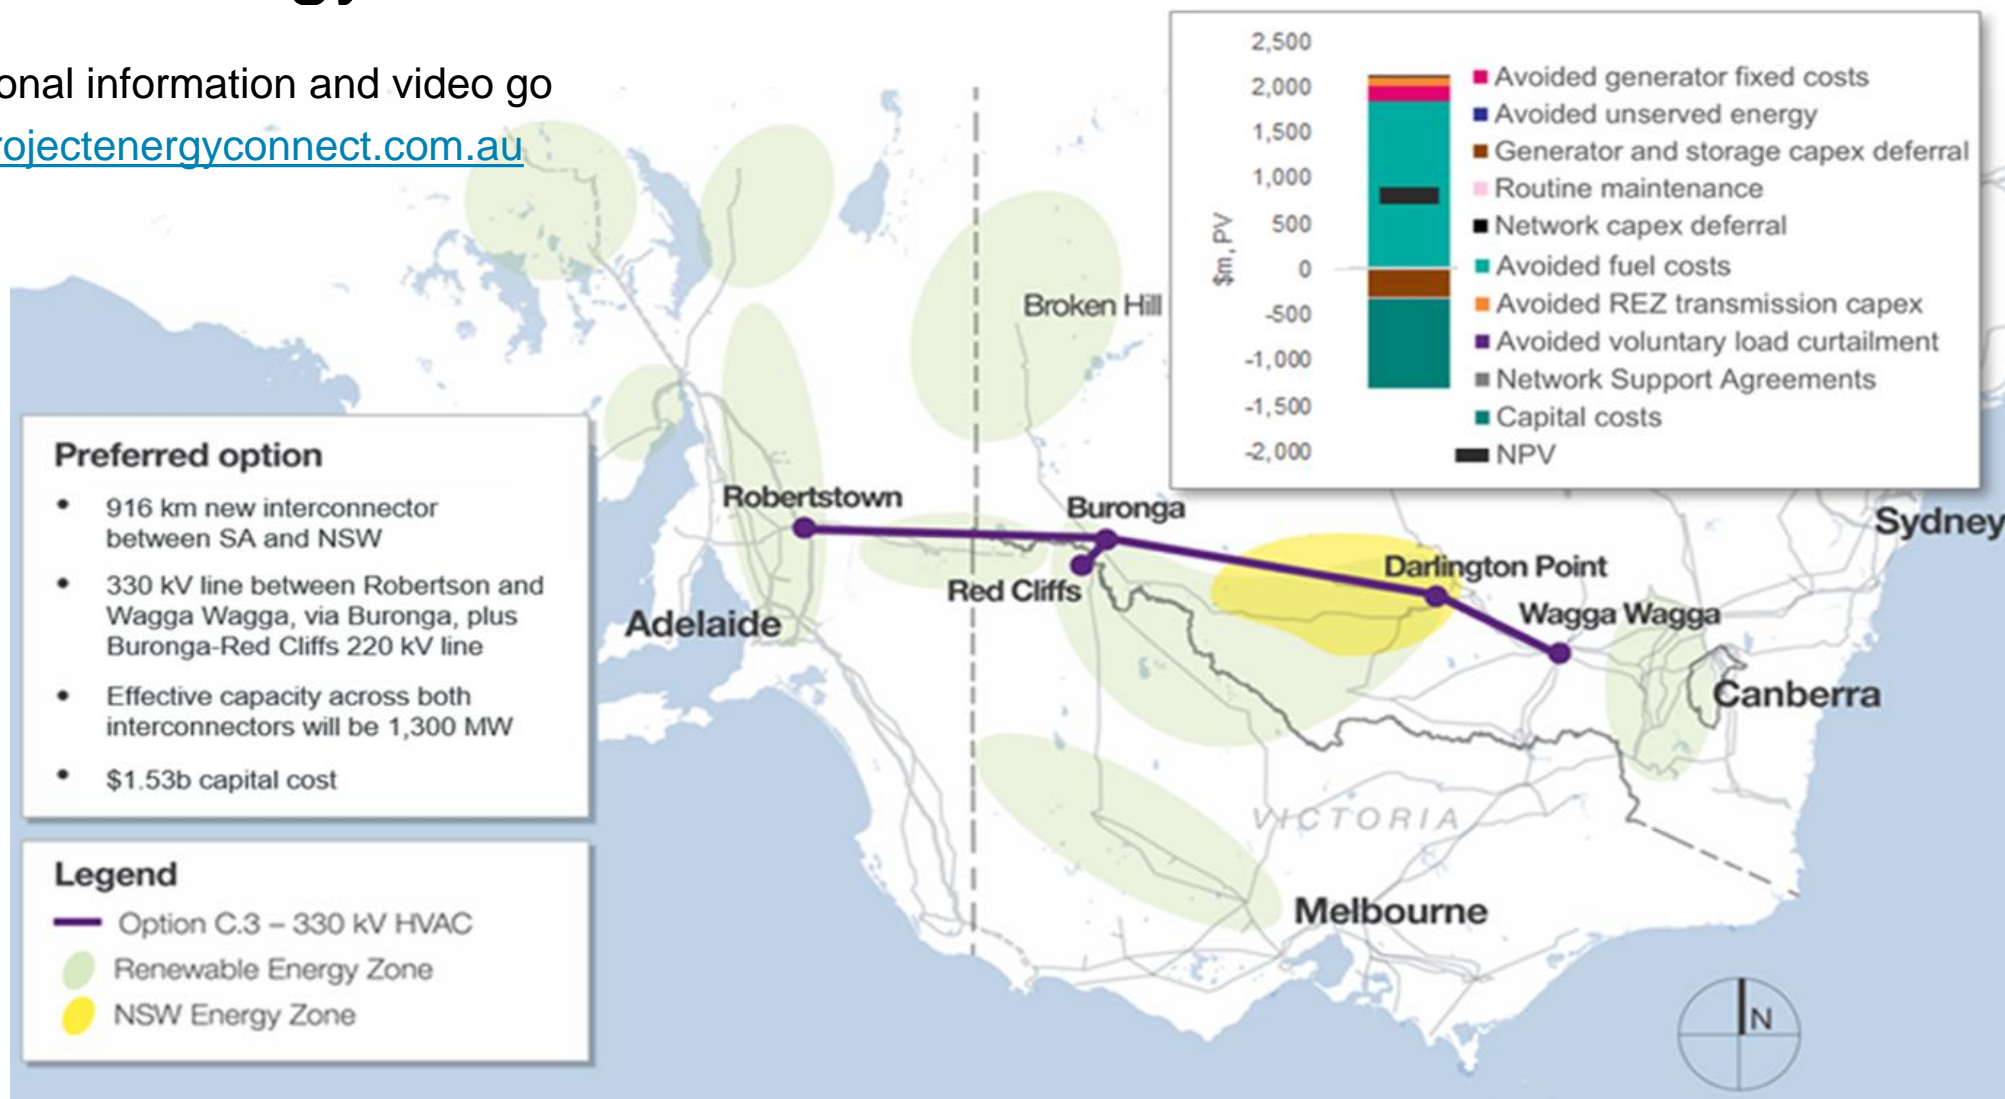 onal information and video go
rojectenergyconnect.com.au
2,500
2,000
1,500
1,000
500
0
-500
-1,000
-1,500
-2,000
$m, PV
Avoided generator fixed costs
Avoided unserved energy
Generator and storage capex deferral
Routine maintenance
Network capex deferral
Avoided fuel costs
Avoided REZ transmission capex
Avoided voluntary load curtailment
Network Support Agreements
Capital costs
NPV
Broken Hill
Robertstown
Buronga
Sydney
Red Cliffs
Darlington Point
Adelaide
Wagga Wagga
Canberra
VICTORIA
Melbourne
Preferred option
• 916 km new interconnector
between SA and NSW
• 330 kV line between Robertson and
Wagga Wagga, via Buronga, plus
Buronga-Red Cliffs 220 kV line
• Effective capacity across both
interconnectors will be 1,300 MW
• $1.53b capital cost
Legend
Option C.3 – 330 kV HVAC
Renewable Energy Zone
NSW Energy Zone
N